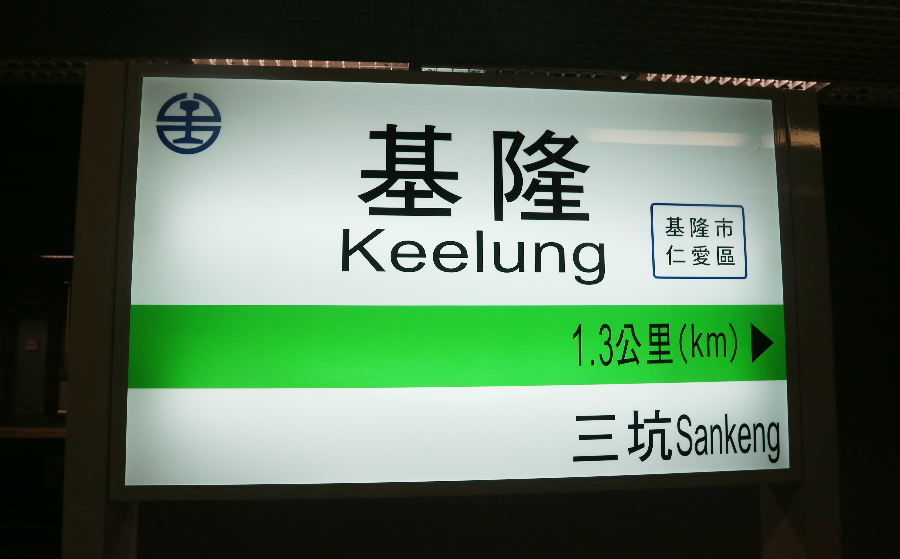 基隆
Keelung
基隆市
仁愛區
1.3公里(km)
三坑Sankeng